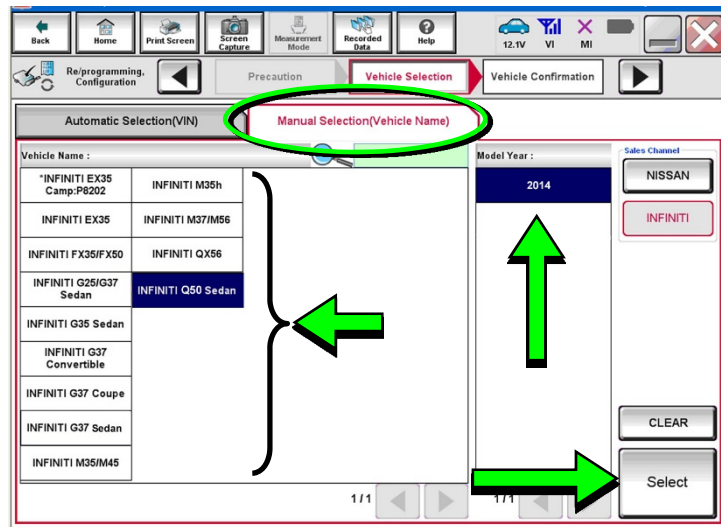 Back
Home
Print Screen
Screen
Capture
Measurement
Mode
Recorded
Data
Help
12.1V
VI
MI
Re/programming,
Configuration
Precaution
Vehicle Selection
Vehicle Confirmation
Automatic Selection(VIN)
Manual Selection(Vehicle Name)
Vehicle Name :
*INFINITI EX35
Camp:P8202
INFINITI M35h
INFINITI EX35
INFINITI M37/M56
INFINITI FX35/FX50
INFINITI QX56
INFINITI G25/G37
Sedan
INFINITI Q50 Sedan
INFINITI G35 Sedan
INFINITI G37
Convertible
INFINITI G37 Coupe
INFINITI G37 Sedan
INFINITI M35/M45
1/1
Model Year :
2014
1/1
Sales Channel
NISSAN
INFINITI
CLEAR
Select